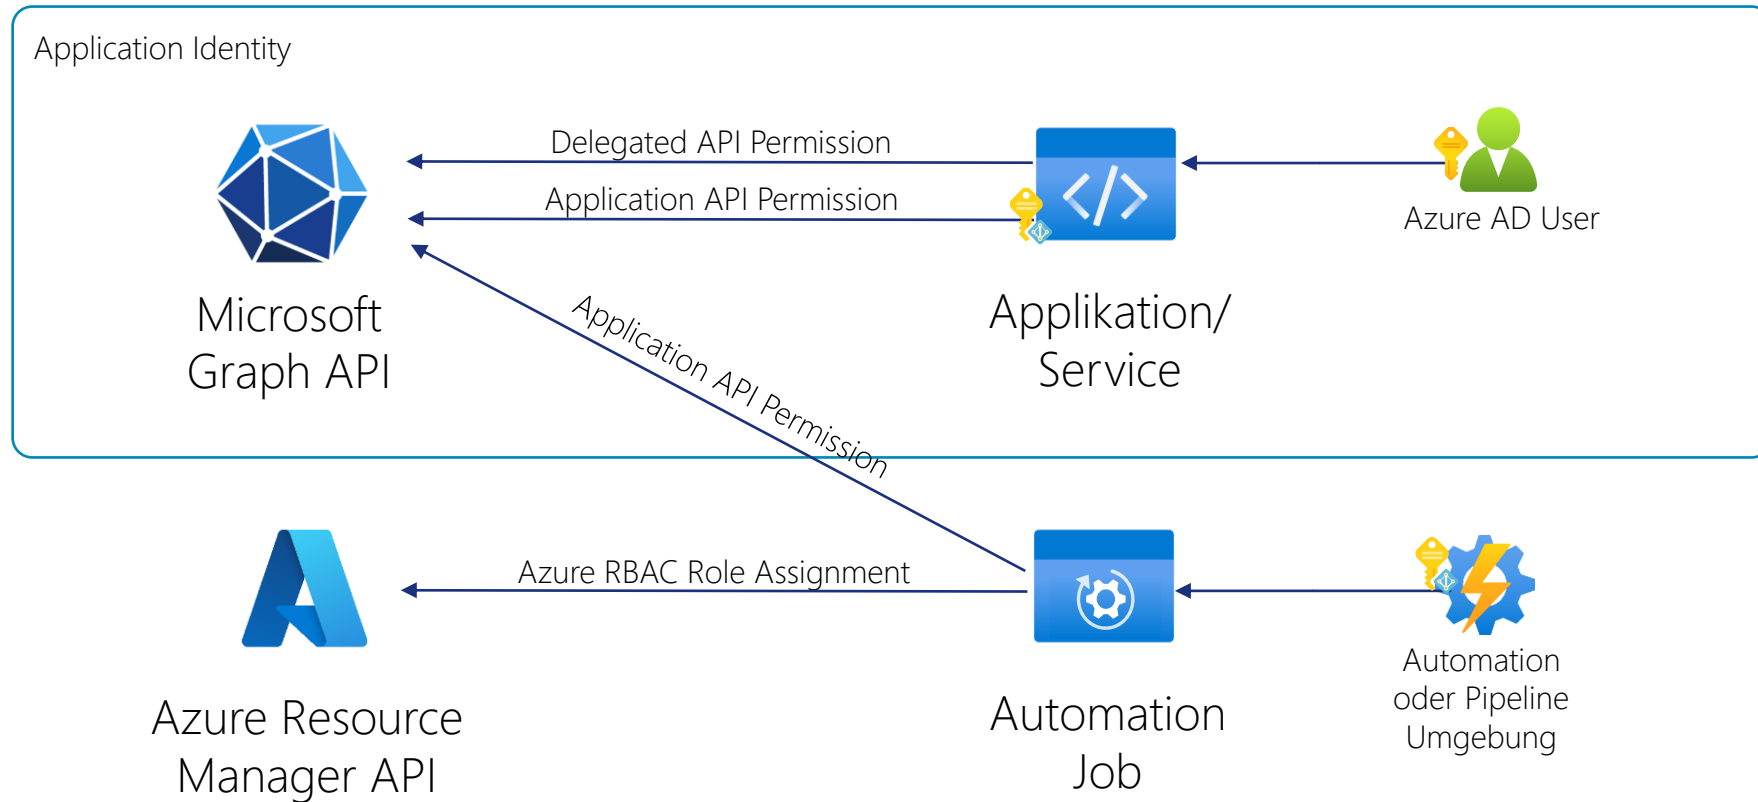 Application Identity
Delegated API Permission
Application API Permission
Azure AD User
Microsoft
Graph API
Applikation/
Service
Application API Permission
Azure RBAC Role Assignment
Automation
oder Pipeline
Umgebung
Azure Resource
Manager API
Automation
Job